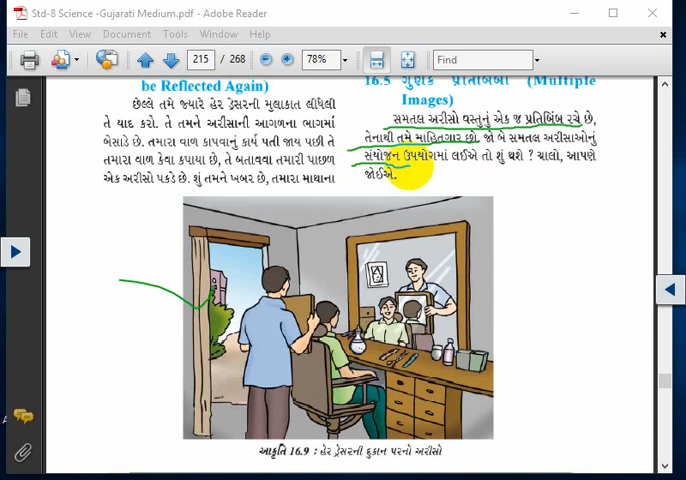 Std-8 Science -Gujarati Medium.pdf - Adobe Reader
File Edit View Document Tools Window Help
215 / 268 78% Find
be Reflected Again)
છેલ્લે તમે જ્યારે હેર ડ્રેસરની મુલાકાત લીધેલી
તે યાદ કરો. તે તમને અરીસાની આગળના ભાગમાં
બેસાડે છે. તમારા વાળ કાપવાનું કાર્ય પતી જાય પછી તે
તમારા વાળ કેવા કપાયા છે, તે બતાવવા તમારી પાછળ
એક અરીસો પકડે છે. શું તમને ખબર છે, તમારા માથાના
16.5 ગુણક પ્રતિબિંબો (Multiple
Images)
સમતલ અરીસો વસ્તુનું એક જ પ્રતિબિંબ રચે છે,
તેનાથી તમે માહિતગાર છો. જો બે સમતલ અરીસાઓનું
સંયોજન ઉપયોગમાં લઈએ તો શું થશે ? ચાલો, આપણે
જોઈએ.
આકૃતિ 16.9 : હેર ડ્રેસરની દુકાન પરનો અરીસો